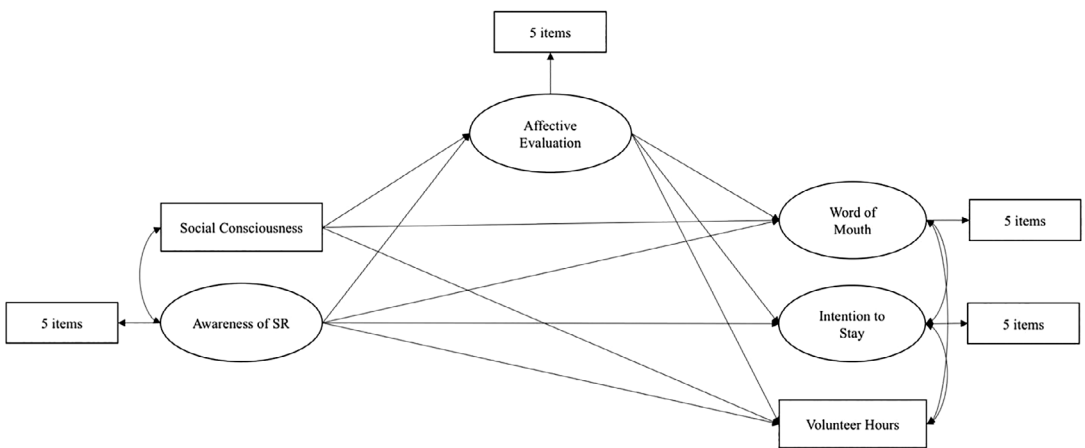 5 items
Affective
Evaluation
Social Consciousness
Word of
Mouth
5 items
5 items
Awareness of SR
Intention to
Stay
5 items
Volunteer Hours